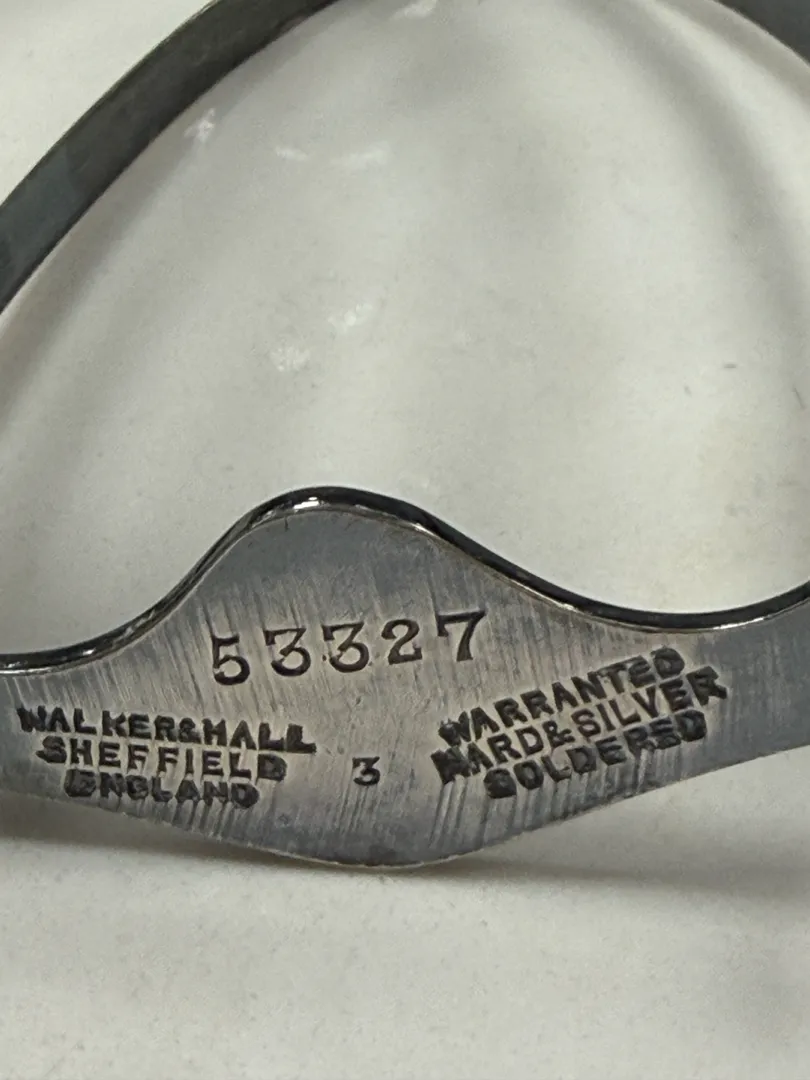 53327
WALKER&HALL
SHEFFIELD
ENGLAND
3
WARRANTED
HARD&SILVER
SOLDERED